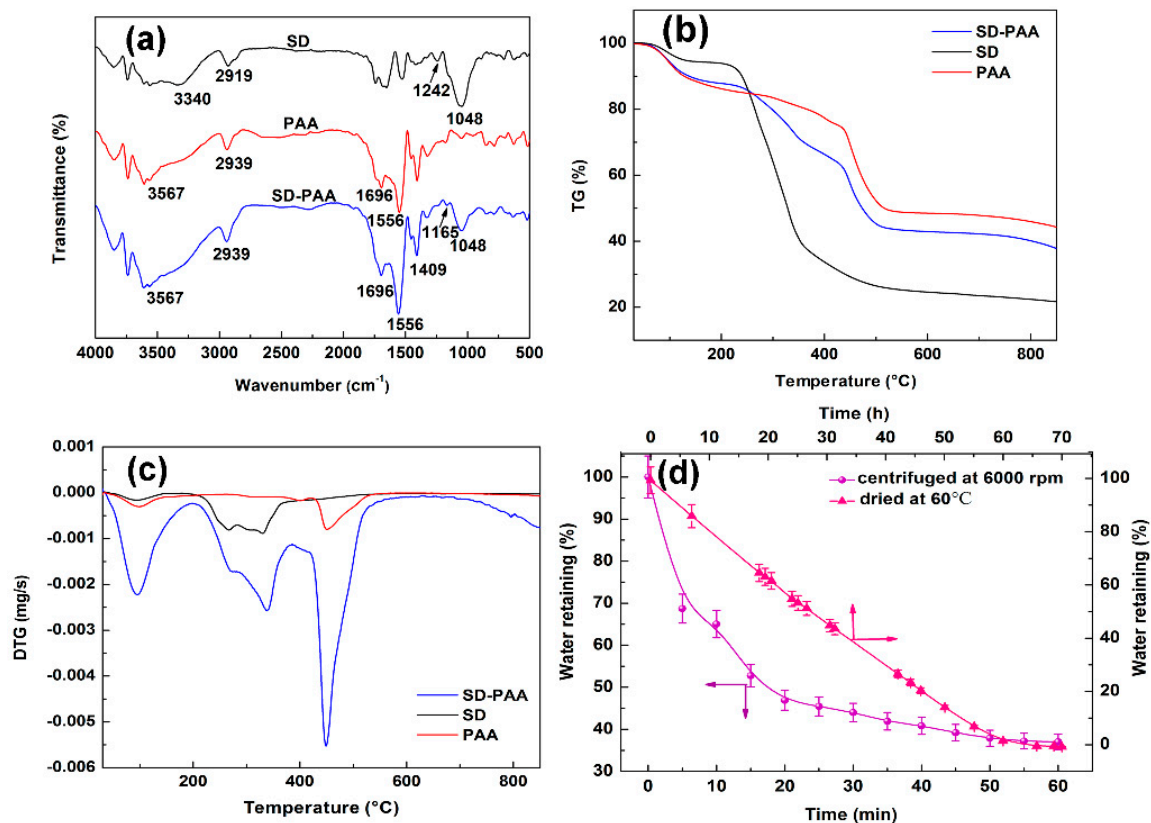 (a)
SD
2919
3340
1242
1048
PAA
2939
3567
1696
1556
SD-PAA
1165
1048
2939
1409
3567
1696
1556
Transmittance (%)
4000 3500 3000 2500 2000 1500 1000 500
Wavenumber (cm⁻¹)
(b)
SD-PAA
SD
PAA
TG (%)
100
80
60
40
20
200 400 600 800
Temperature (°C)
(c)
0.001
0.000
-0.001
-0.002
-0.003
-0.004
-0.005
-0.006
DTG (mg/s)
SD-PAA
SD
PAA
200 400 600 800
Temperature (°C)
Time (h)
0 10 20 30 40 50 60 70
(d)
centrifuged at 6000 rpm
dried at 60°C
Water retaining (%)
100
90
80
70
60
50
40
30
100
80
60
40
20
0
Water retaining (%)
0 10 20 30 40 50 60 70
Time (min)